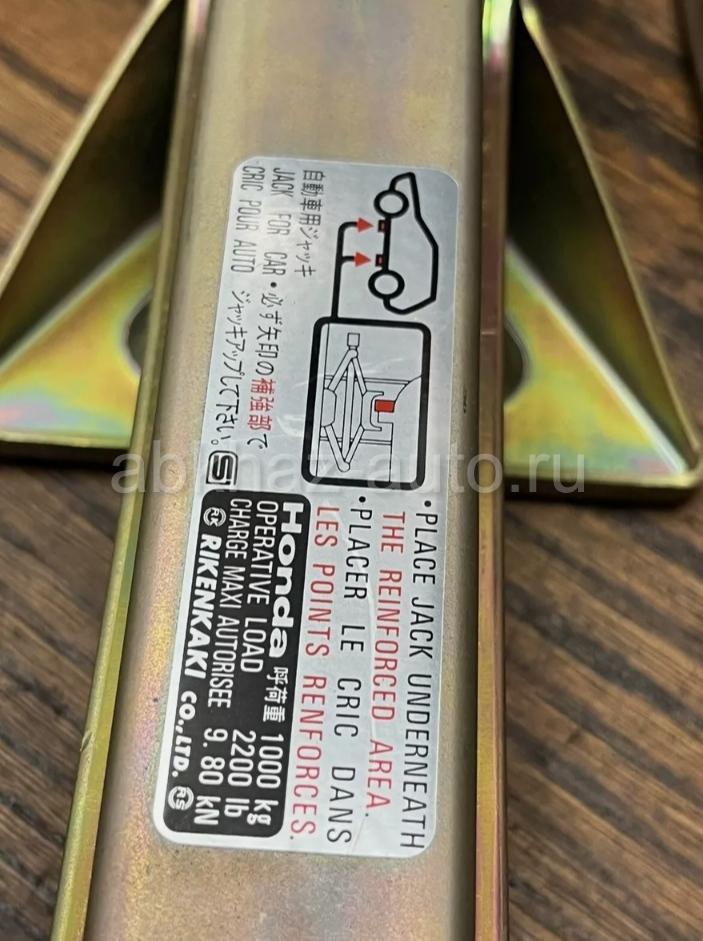 自動車用ジャッキ
JACK FOR CAR
CRIC POUR AUTO
・必ず矢印の補強部で
ジャッキアップして下さい。
S
•PLACE JACK UNDERNEATH
THE REINFORCED AREA.
•PLACER LE CRIC DANS
LES POINTS RENFORCES.
Honda 呼荷重 1000 kg
OPERATIVE LOAD 2200 lb
CHARGE MAXI AUTORISEE 9.80 kN
RK RIKENKAKI CO.,LTD. RS
abkhaz-auto.ru